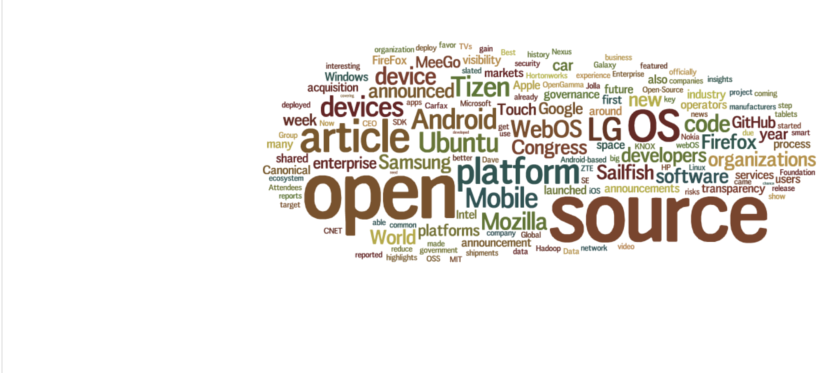 organization deploy favor TVs gain Best history Nexus business
interesting FireFox MeeGo visibility security car Galaxy featured officially
Windows device slated markets Hortonworks experience Enterprise also companies insights
acquisition announced Tizen Apple OpenGamma Jolla future Open-Source industry project coming
deployed devices apps Carfax Microsoft already governance first new key operators manufacturers step
week Now CEO SDK Android Touch Google around LG OS code news GitHub tablets started
Group article developed Ubuntu get use WebOS Congress space KNOX Nokia webOS Firefox due year smart
many shared enterprise Samsung better Dave Android-based big developers organizations process
Canonical need platform ZTE Sailfish HP Linux software services Foundation
ecosystem open Mobile SE launched iOS announcements risks transparency came users
Attendees release
reports Intel Mozilla source show
target
CNET able common World platforms company Global
reduce made government announcement Hadoop Data network video
reported highlights OSS MIT shipments data